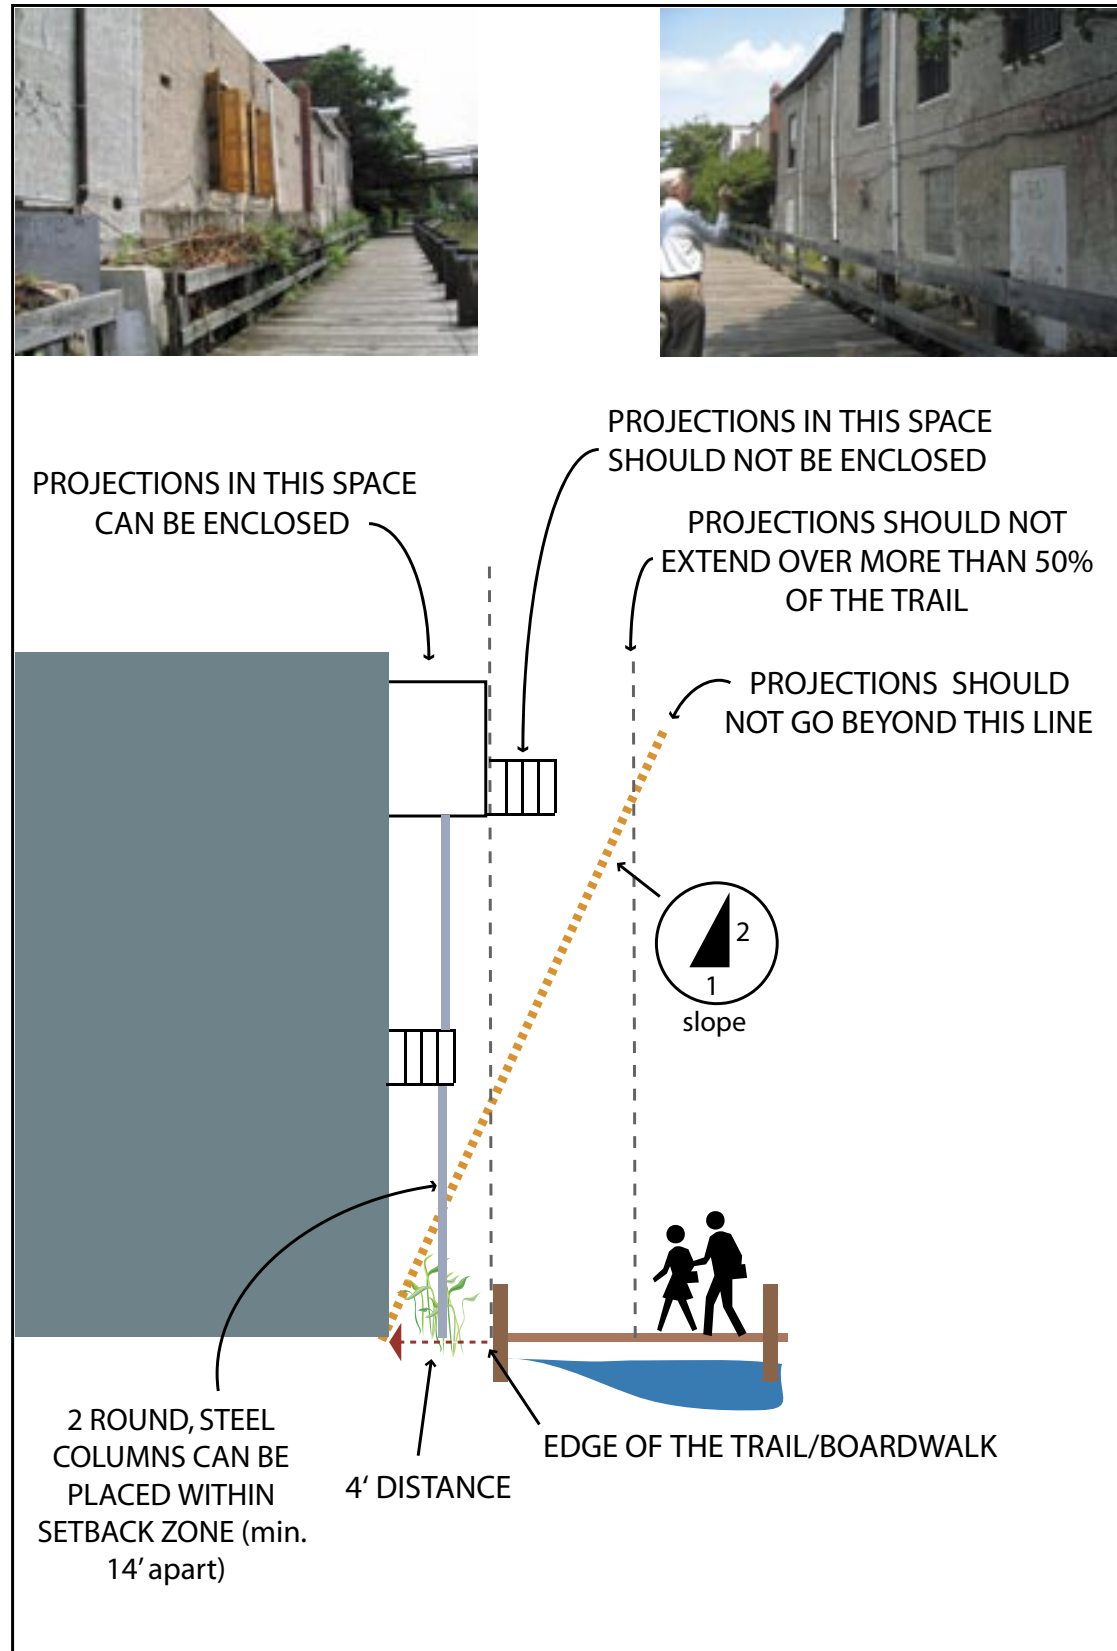 PROJECTIONS IN THIS SPACE
SHOULD NOT BE ENCLOSED
PROJECTIONS IN THIS SPACE
CAN BE ENCLOSED
PROJECTIONS SHOULD NOT
EXTEND OVER MORE THAN 50%
OF THE TRAIL
PROJECTIONS SHOULD
NOT GO BEYOND THIS LINE
2
1
slope
2 ROUND, STEEL
COLUMNS CAN BE
PLACED WITHIN
SETBACK ZONE (min.
14' apart)
4' DISTANCE
EDGE OF THE TRAIL/BOARDWALK